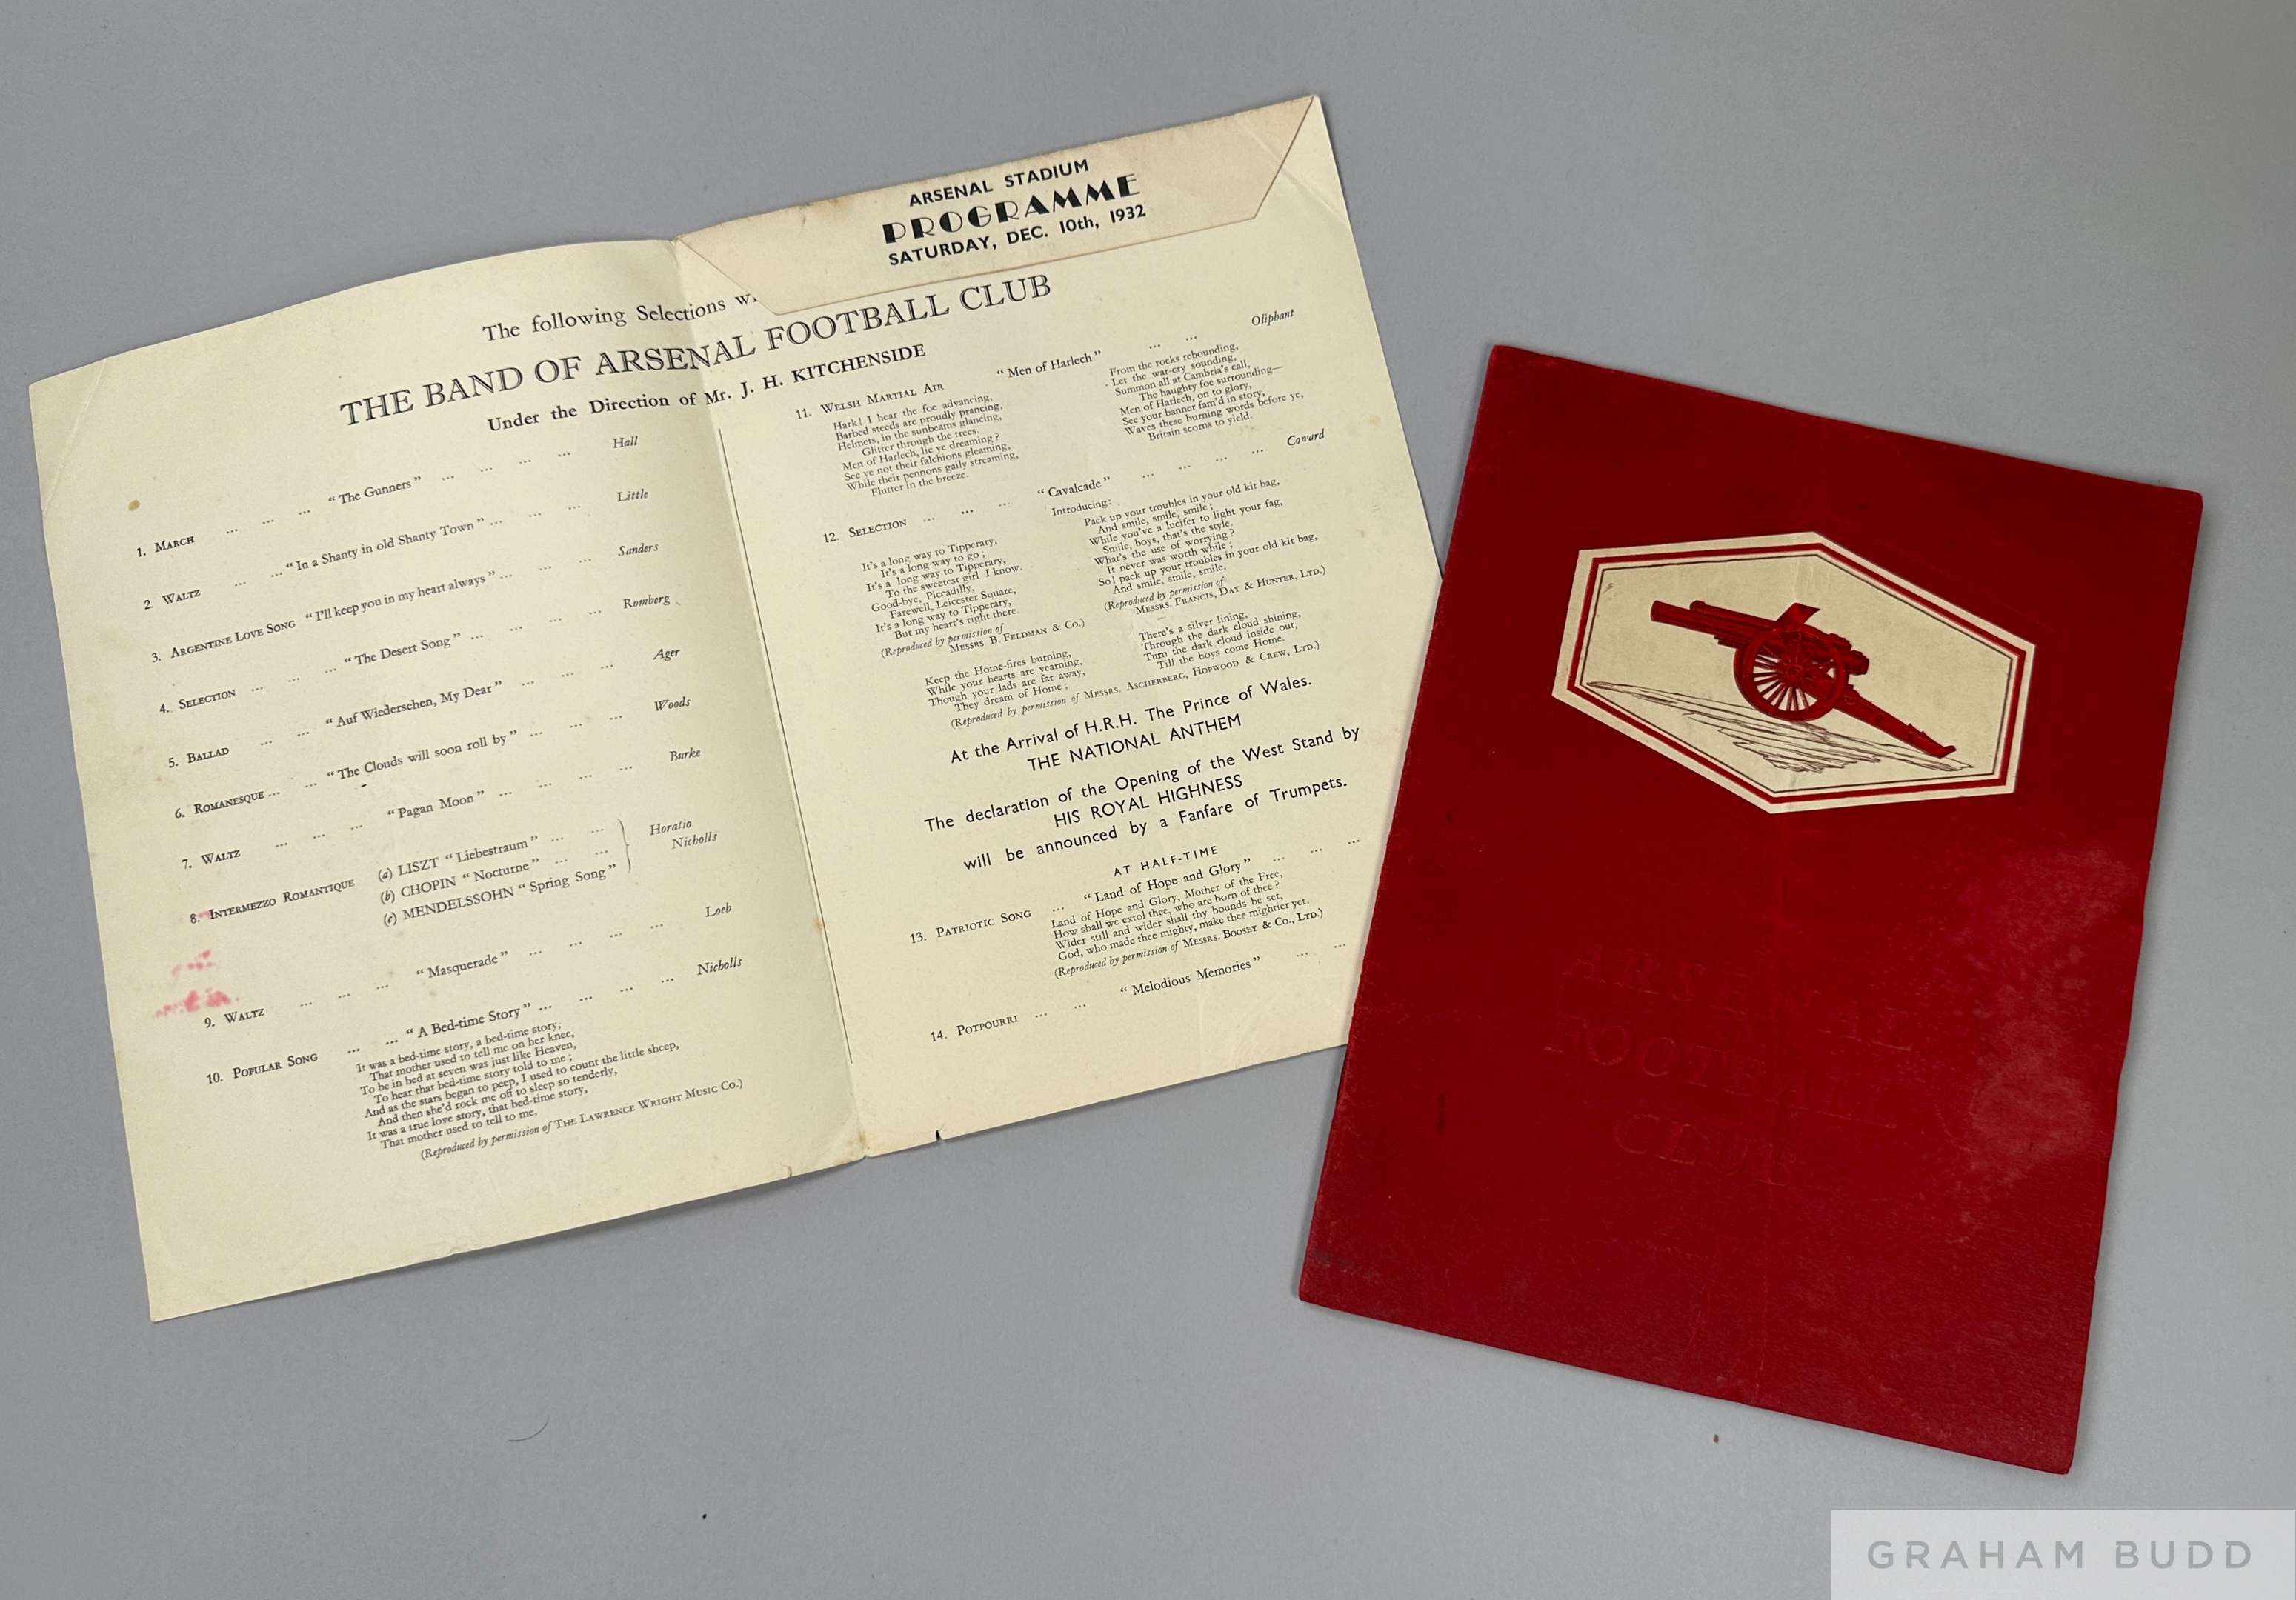 ARSENAL STADIUM
PROGRAMME
SATURDAY, DEC. 10th, 1932
The following Selections
THE BAND OF ARSENAL FOOTBALL CLUB
Under the Direction of Mr. J. H. KITCHENSIDE
1. MARCH ... ... ... "The Gunners" ... ... ... ... Hall
2. WALTZ ... ... "In a Shanty in old Shanty Town" ... ... ... Little
3. ARGENTINE LOVE SONG "I'll keep you in my heart always" ... ... ... Sanders
4. SELECTION ... ... ... "The Desert Song" ... ... ... ... Romberg
5. BALLAD ... ... "Auf Wiedersehen, My Dear" ... ... ... Ager
6. ROMANESQUE ... ... "The Clouds will soon roll by" ... ... ... Woods
7. WALTZ ... ... ... "Pagan Moon" ... ... ... ... Burke
8. INTERMEZZO ROMANTIQUE
(a) LISZT "Liebestraum" ... ...
(b) CHOPIN "Nocturne" ... ...
(c) MENDELSSOHN "Spring Song"
Horatio
Nicholls
9. WALTZ ... ... ... "Masquerade" ... ... ... ... Loeb
10. POPULAR SONG ... ... "A Bed-time Story" ... ... ... ... Nicholls
It was a bed-time story, a bed-time story,
That mother used to tell me on her knee,
To be in bed at seven was just like Heaven,
To hear that bed-time story told to me;
And as the stars began to peep, I used to count the little sheep,
And then she'd rock me off to sleep so tenderly,
It was a true love story, that bed-time story,
That mother used to tell to me.
(Reproduced by permission of THE LAWRENCE WRIGHT MUSIC CO.)
11. WELSH MARTIAL AIR "Men of Harlech" ... ... Oliphant
Hark! I hear the foe advancing,
Barbed steeds are proudly prancing,
Helmets, in the sunbeams glancing,
Glitter through the trees.
Men of Harlech, lie ye dreaming?
See ye not their falchions gleaming,
While their pennons gaily streaming,
Flutter in the breeze.
From the rocks rebounding,
Let the war-cry sounding,
Summon all at Cambria's call,
The haughty foe surrounding—
Men of Harlech, on to glory,
See your banner fam'd in story,
Waves these burning words before ye,
Britain scorns to yield.
12. SELECTION ... ... ... "Cavalcade" ... ... ... ... Coward
Introducing:
It's a long way to Tipperary,
It's a long way to go;
It's a long way to Tipperary,
To the sweetest girl I know.
Good-bye, Piccadilly,
Farewell, Leicester Square,
It's a long way to Tipperary,
But my heart's right there.
(Reproduced by permission of
MESSRS B. FELDMAN & Co.)
Pack up your troubles in your old kit bag,
And smile, smile, smile;
While you've a lucifer to light your fag,
Smile, boys, that's the style.
What's the use of worrying?
It never was worth while;
So! pack up your troubles in your old kit bag,
And smile, smile, smile.
(Reproduced by permission of
MESSRS. FRANCIS, DAY & HUNTER, LTD.)
Keep the Home-fires burning,
While your hearts are yearning,
Though your lads are far away,
They dream of Home;
There's a silver lining,
Through the dark cloud shining,
Turn the dark cloud inside out,
Till the boys come Home.
(Reproduced by permission of MESSRS. ASCHERBERG, HOPWOOD & CREW, LTD.)
At the Arrival of H.R.H. The Prince of Wales.
THE NATIONAL ANTHEM
The declaration of the Opening of the West Stand by
HIS ROYAL HIGHNESS
will be announced by a Fanfare of Trumpets.
AT HALF-TIME
13. PATRIOTIC SONG ... "Land of Hope and Glory" ... ... ...
Land of Hope and Glory, Mother of the Free,
How shall we extol thee, who are born of thee?
Wider still and wider shall thy bounds be set,
God, who made thee mighty, make thee mightier yet.
(Reproduced by permission of MESSRS. BOOSEY & Co., LTD.)
14. POTPOURRI ... ... "Melodious Memories" ... ...
ARSENAL
FOOTBALL
CLUB
GRAHAM BUDD